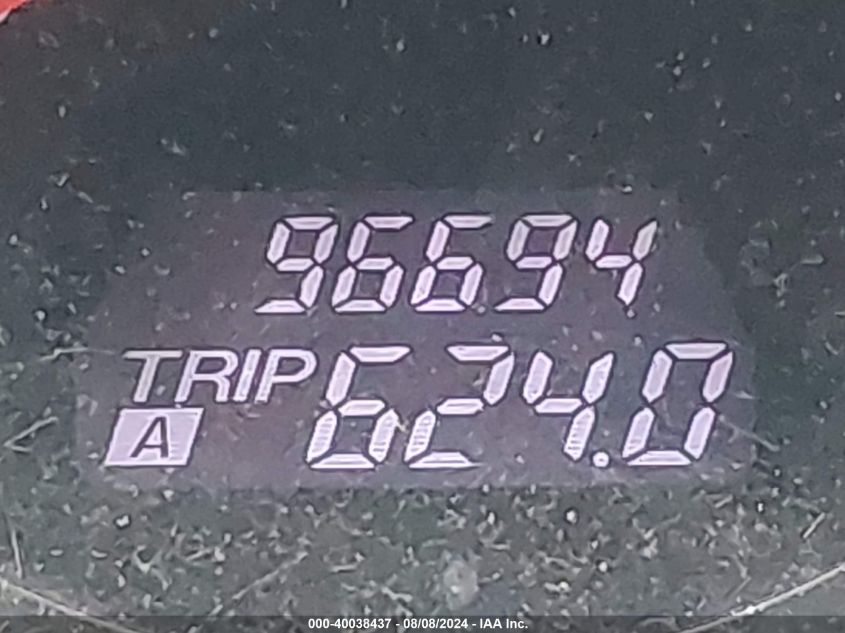 96694
TRIP 624.0
A
000-40038437 - 08/08/2024 - IAA Inc.